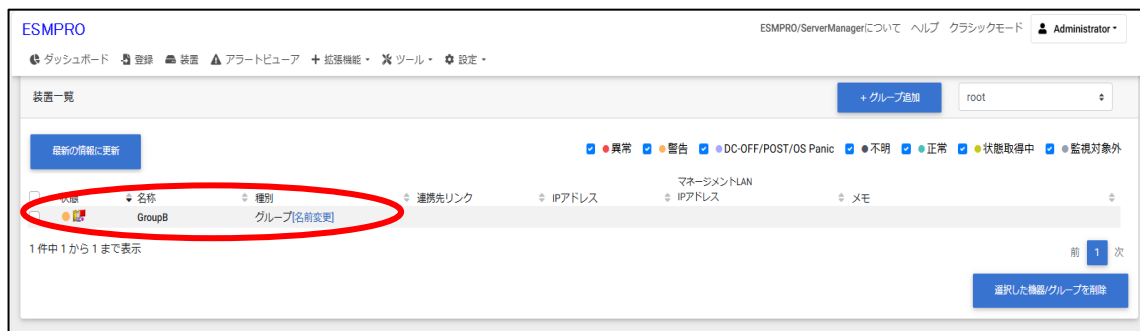 ESMPRO
ESMPRO/ServerManagerについて ヘルプ クラシックモード Administrator
ダッシュボード 登録 装置 アラートビューア 拡張機能 ツール 設定
装置一覧
+ グループ追加 root
最新の情報に更新
異常 警告 DC-OFF/POST/OS Panic 不明 正常 状態取得中 監視対象外
状態 名称 種別 連携先リンク IPアドレス マネージメントLAN IPアドレス メモ
GroupB グループ[名前変更]
1 件中 1 から 1 まで表示
前 1 次
選択した機器/グループを削除